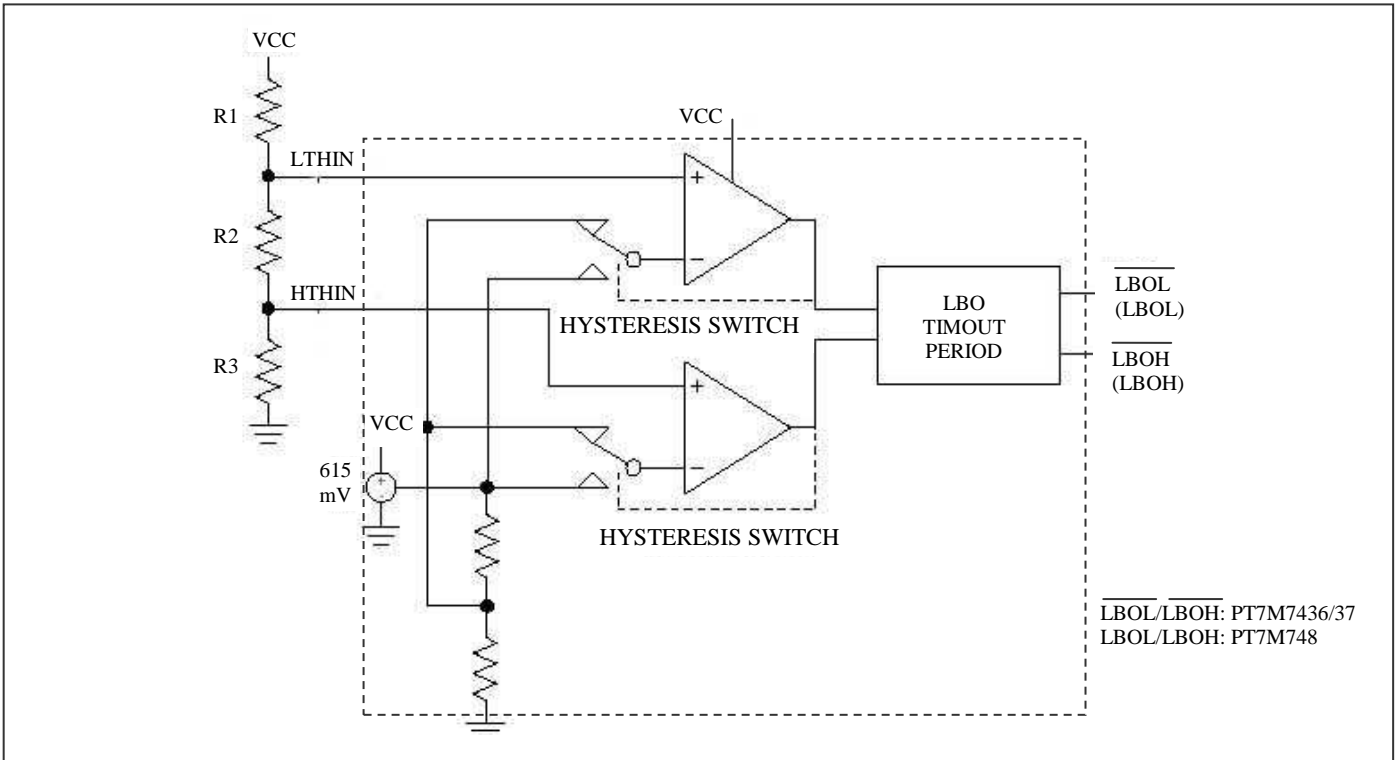 VCC
R1
LTHIN
R2
HTHIN
R3
VCC
HYSTERESIS SWITCH
VCC
615
mV
+
-
HYSTERESIS SWITCH
+
−
+
−
LBO
TIMOUT
PERIOD
LBOL
(LBOL)
LBOH
(LBOH)
LBOL/LBOH: PT7M7436/37
LBOL/LBOH: PT7M748